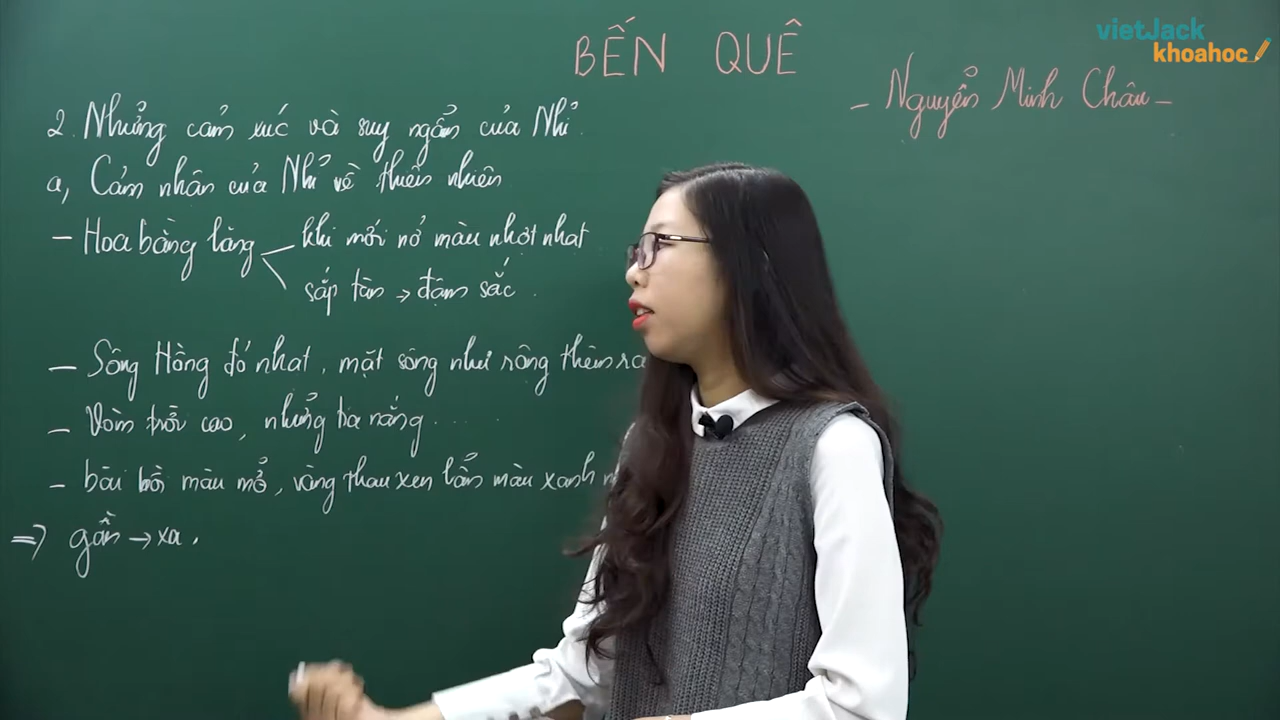 BẾN QUÊ
vietJack
khoahoc
- Nguyễn Minh Châu -
2. Những cảm xúc và suy ngẫm của Nhĩ.
a, Cảm nhận của Nhĩ về thiên nhiên
- Hoa bằng lăng khi mới nở màu nhợt nhạt
sắp tàn → đậm sắc.
- Sông Hồng đỏ nhạt, mặt sông như rộng thêm ra
- Vòm trời cao, những tia nắng....
- bãi bồi màu mỡ, vàng thau xen lẫn màu xanh
⇒ gần → xa.